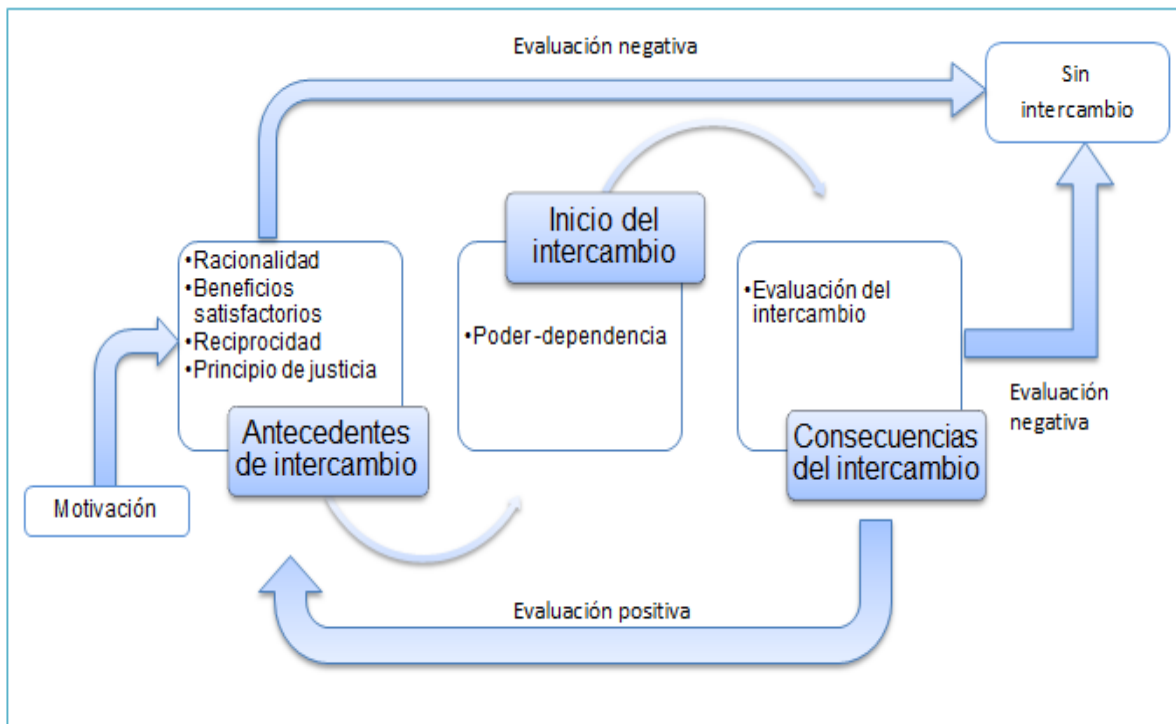 Evaluación negativa
Sin
intercambio
Inicio del
intercambio
•Racionalidad
•Beneficios
satisfactorios
•Reciprocidad
•Principio de justicia
•Poder-dependencia
•Evaluación del
intercambio
Evaluación
negativa
Antecedentes
de intercambio
Consecuencias
del intercambio
Motivación
Evaluación positiva